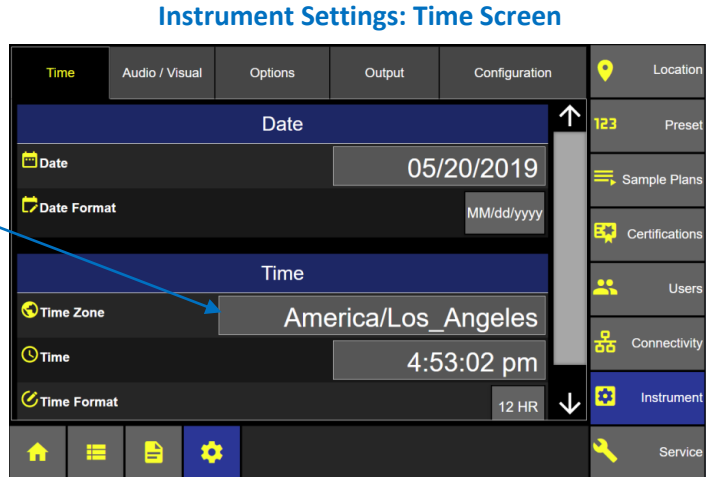 Instrument Settings: Time Screen
Time
Audio / Visual
Options
Output
Configuration
Location
Date
123
Preset
Date
05/20/2019
Sample Plans
Date Format
MM/dd/yyyy
Certifications
Time
Users
Time Zone
America/Los_Angeles
Connectivity
Time
4:53:02 pm
Time Format
12 HR
Instrument
Service